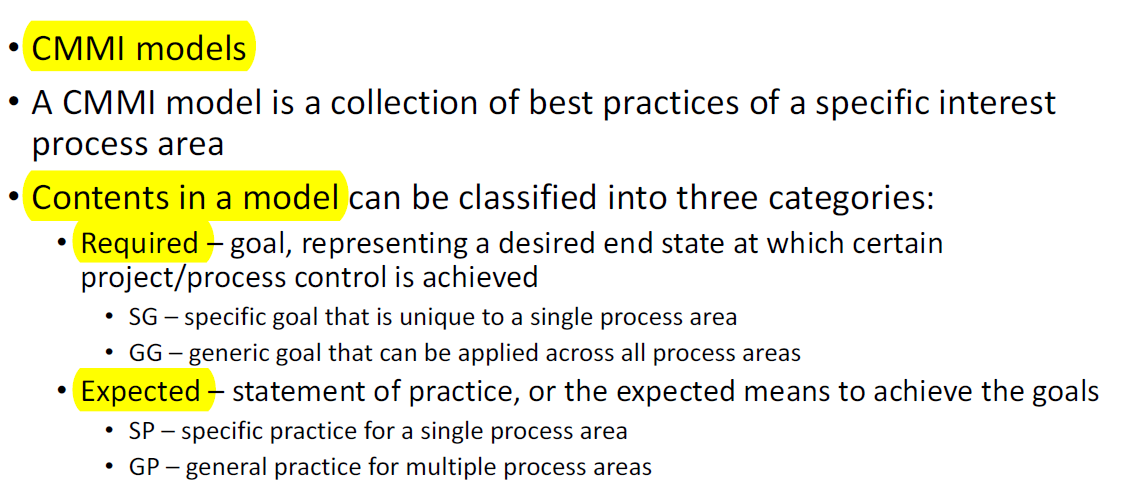 • CMMI models
• A CMMI model is a collection of best practices of a specific interest
process area
• Contents in a model can be classified into three categories:
• Required – goal, representing a desired end state at which certain
project/process control is achieved
• SG – specific goal that is unique to a single process area
• GG – generic goal that can be applied across all process areas
• Expected – statement of practice, or the expected means to achieve the goals
• SP – specific practice for a single process area
• GP – general practice for multiple process areas